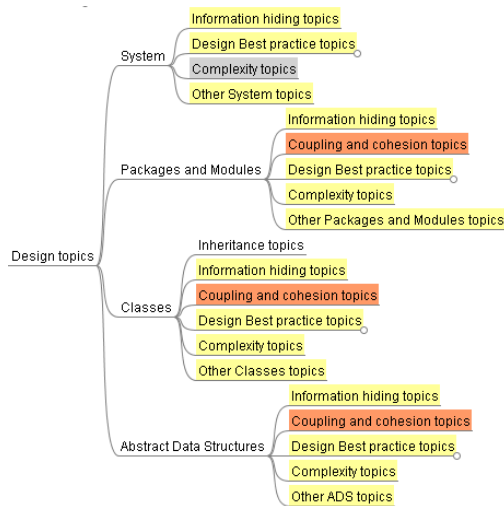 Information hiding topics
Design Best practice topics
System
Complexity topics
Other System topics
Information hiding topics
Coupling and cohesion topics
Packages and Modules
Design Best practice topics
Complexity topics
Other Packages and Modules topics
Design topics
Inheritance topics
Information hiding topics
Coupling and cohesion topics
Classes
Design Best practice topics
Complexity topics
Other Classes topics
Information hiding topics
Coupling and cohesion topics
Abstract Data Structures
Design Best practice topics
Complexity topics
Other ADS topics